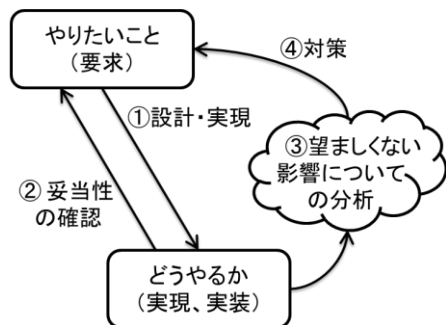 やりたいこと
（要求）
④対策
①設計・実現
③望ましくない
影響について
の分析
② 妥当性
の確認
どうやるか
（実現、実装）